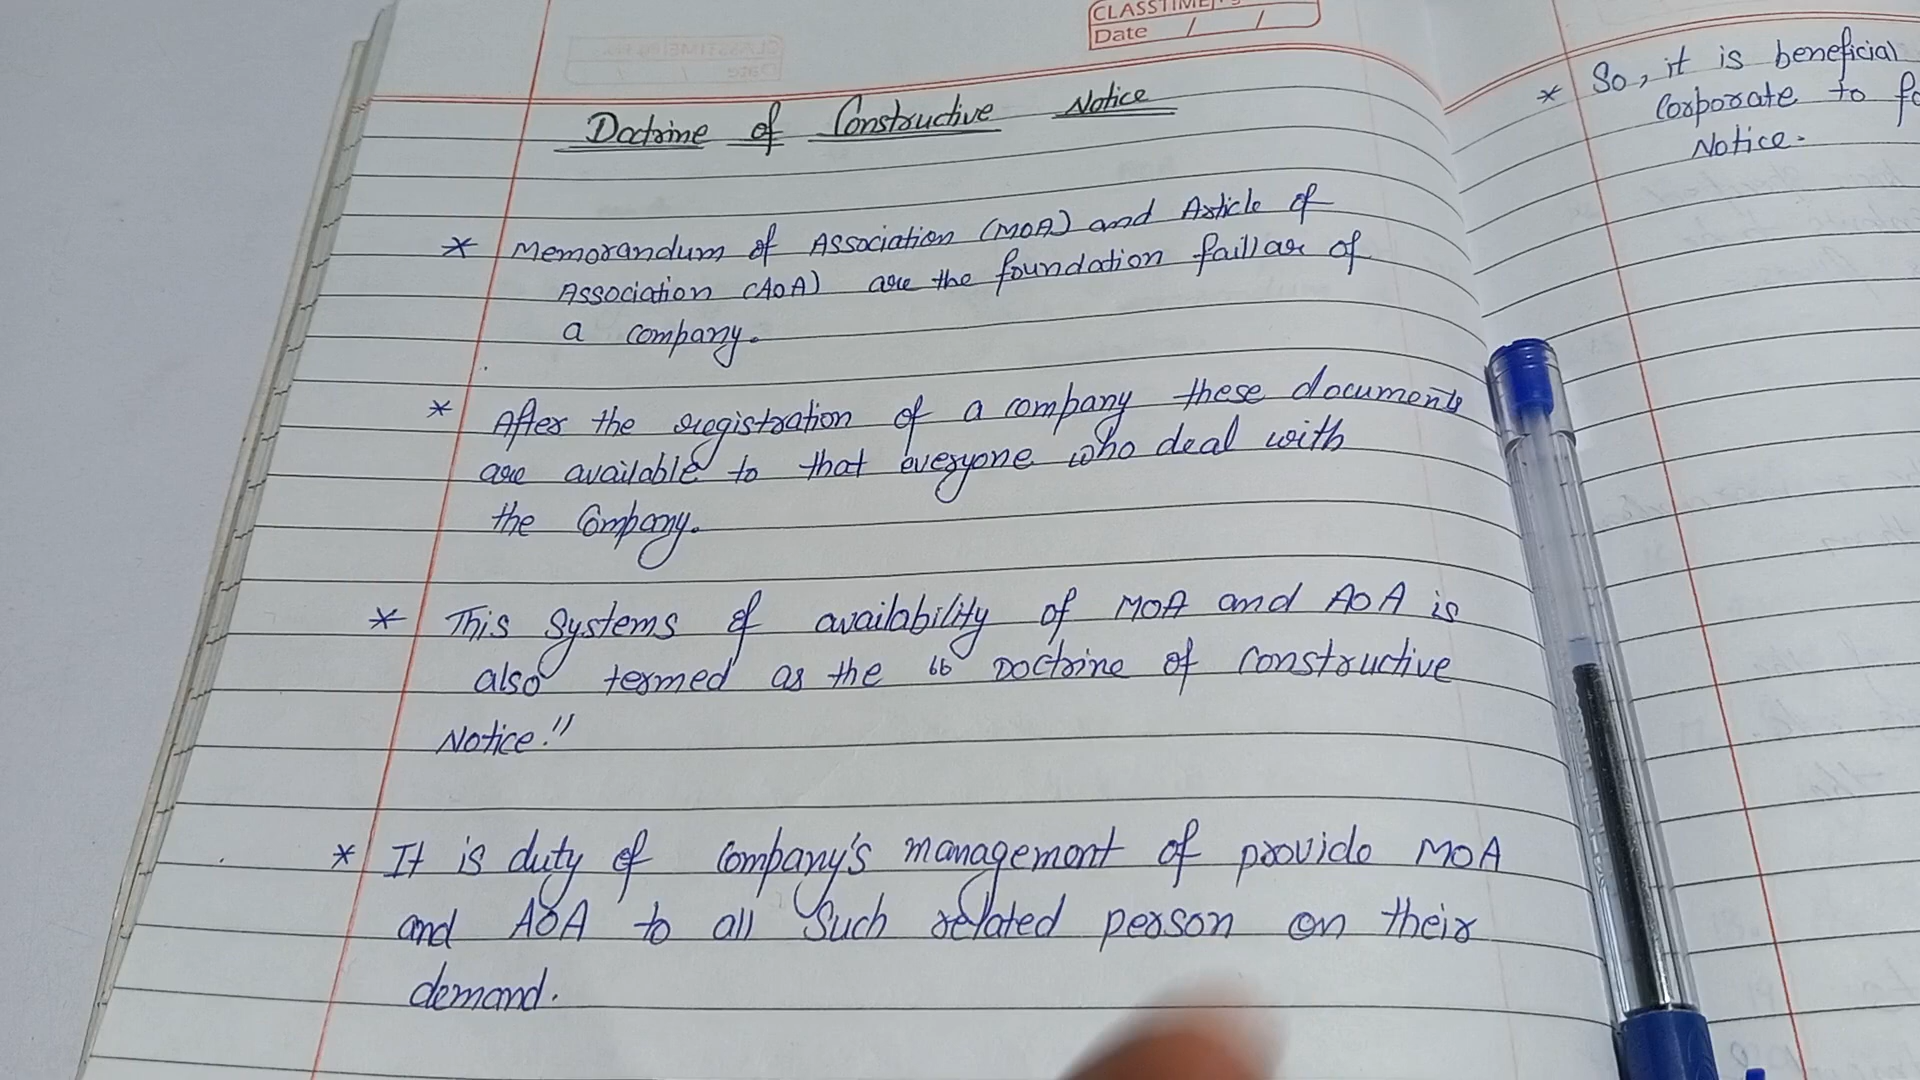 CLASSTIME
Date / /
Doctrine of Constructive Notice
* Memorandum of Association (MOA) and Article of
Association (AOA) are the foundation faillar of
a company.
* After the registration of a company these documents
are available to that everyone who deal with
the Company.
* This Systems of availability of MOA and AOA is
also termed as the “ Doctrine of Constructive
Notice."
* It is duty of Company's management of provide MOA
and AOA to all Such related person on their
demand.
* So, it is beneficial
Corporate to
Notice.